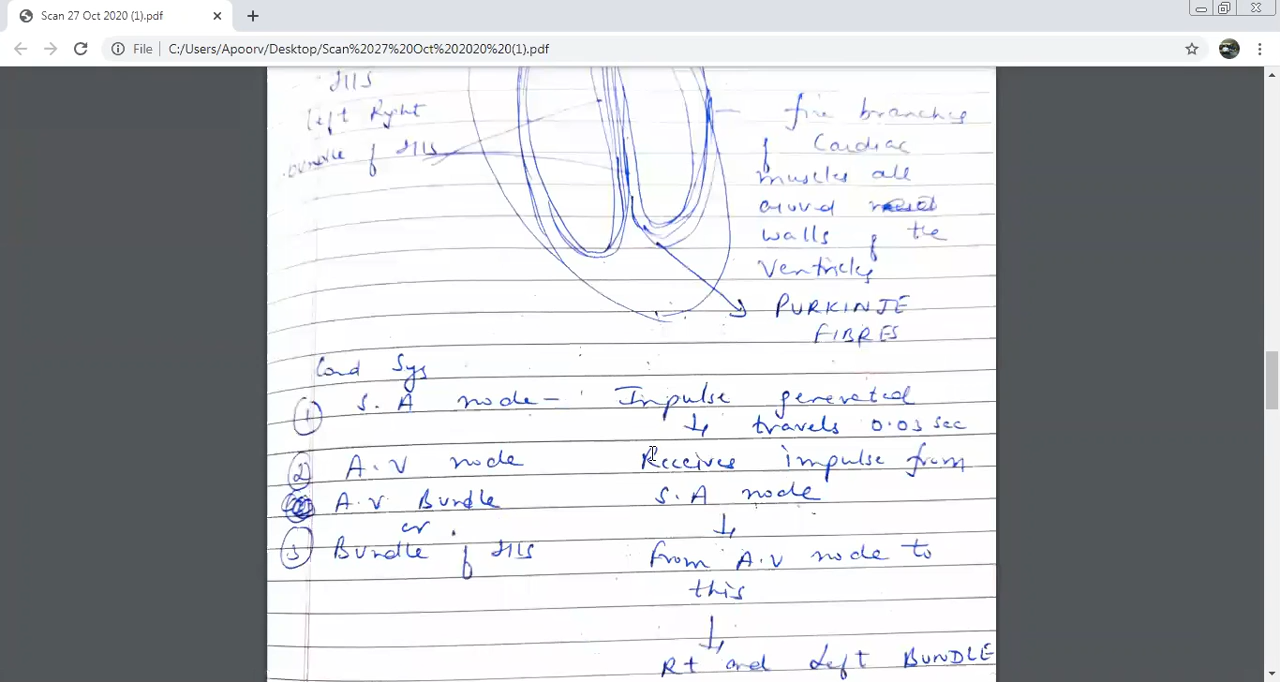 Scan 27 Oct 2020 (1).pdf
File | C:/Users/Apoorv/Desktop/Scan%2027%20Oct%202020%20(1).pdf
HIS
left Right
bundle of HIS
fine branches
of Cardiac
muscles all
around
walls of the
Ventricles
PURKINJE
FIBRES
Cond Sys
① S. A node - Impulse generated
↓ travels 0.03 sec
② A.V node Receives impulse from
A.V. Bundle S.A node
or ↓
③ Bundle of HIS from A.V node to
this
↓
Rt and Left BUNDLE